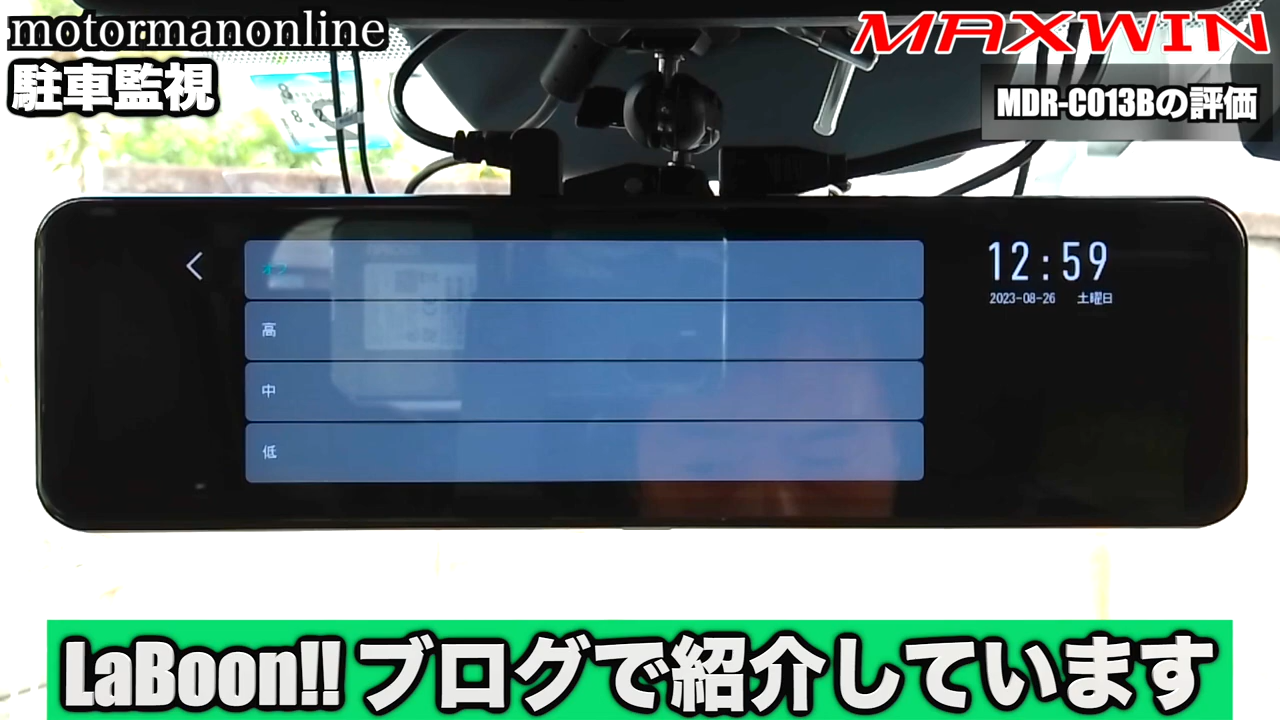 motormanonline
MAXWIN
駐車監視
MDR-C013Bの評価
オフ
高
中
低
12:59
2023-08-26 土曜日
LaBoon!! ブログで紹介しています